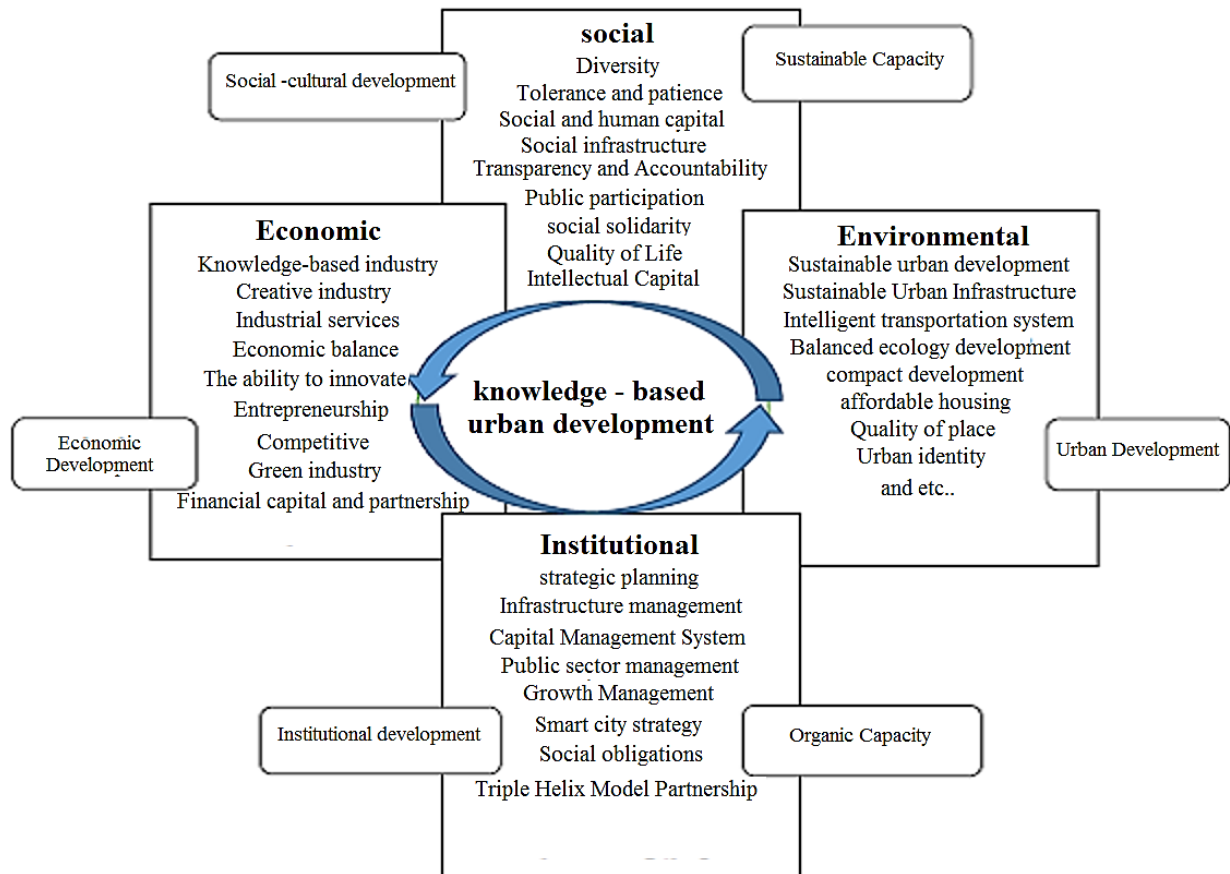 social
Diversity
Tolerance and patience
Social and human capital
Social infrastructure
Transparency and Accountability
Public participation
social solidarity
Quality of Life
Intellectual Capital
Social -cultural development
Sustainable Capacity
Economic
Knowledge-based industry
Creative industry
Industrial services
Economic balance
The ability to innovate
Entrepreneurship
Competitive
Green industry
Financial capital and partnership
Economic
Development
knowledge - based
urban development
Environmental
Sustainable urban development
Sustainable Urban Infrastructure
Intelligent transportation system
Balanced ecology development
compact development
affordable housing
Quality of place
Urban identity
and etc..
Urban Development
Institutional
strategic planning
Infrastructure management
Capital Management System
Public sector management
Growth Management
Smart city strategy
Social obligations
Triple Helix Model Partnership
Institutional development
Organic Capacity